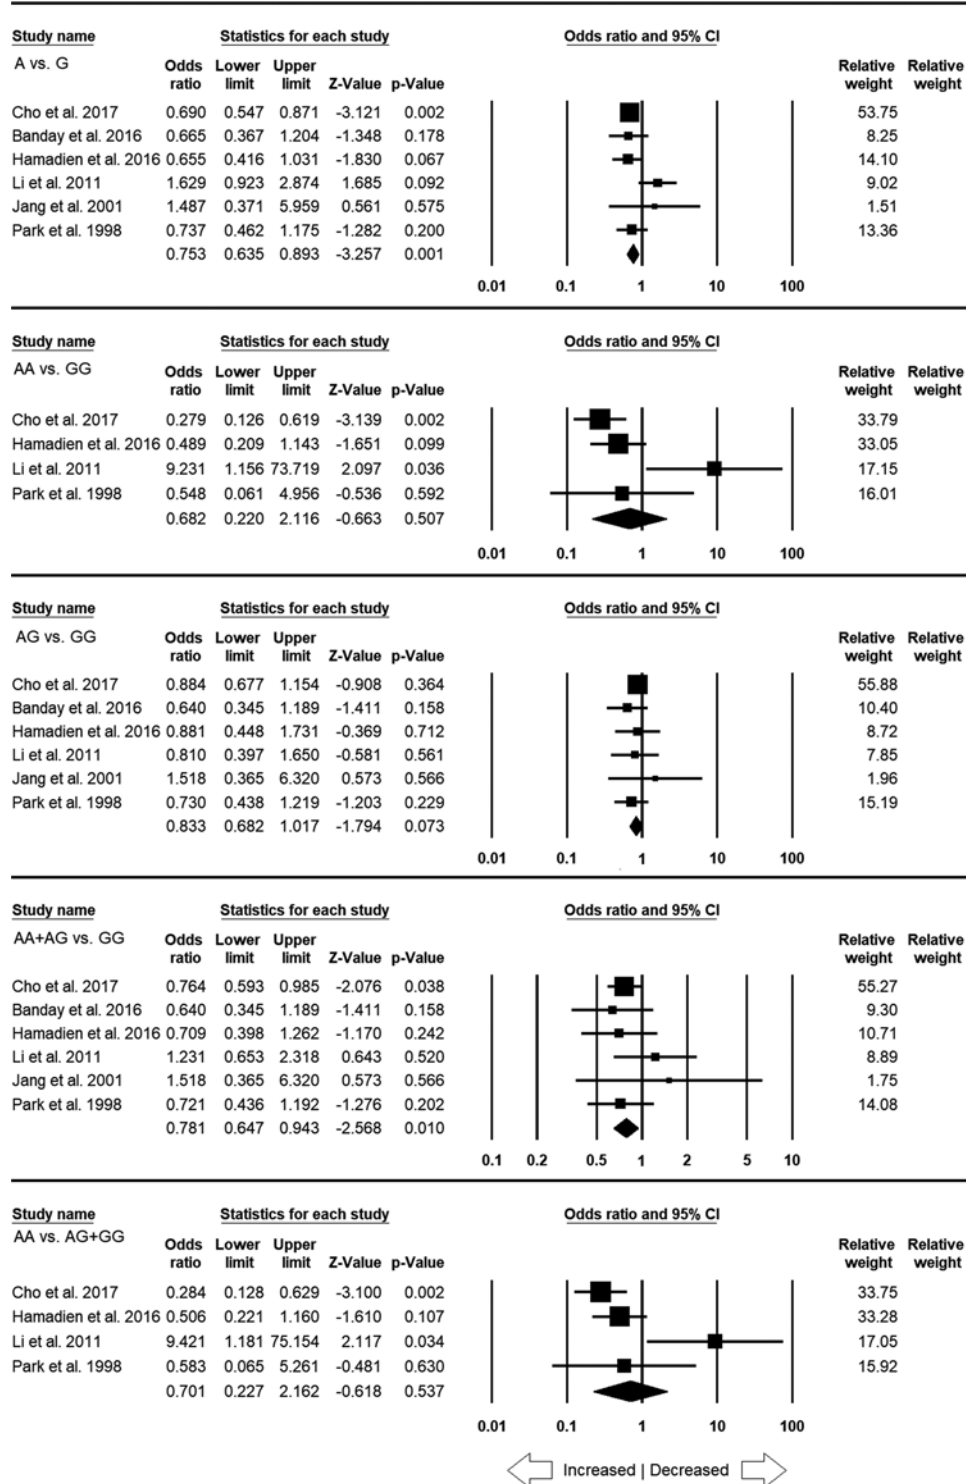 Study name Statistics for each study Odds ratio and 95% CI
A vs. G Odds Lower Upper Relative Relative
ratio limit limit Z-Value p-Value weight weight
Cho et al. 2017 0.690 0.547 0.871 -3.121 0.002 53.75
Banday et al. 2016 0.665 0.367 1.204 -1.348 0.178 8.25
Hamadien et al. 2016 0.655 0.416 1.031 -1.830 0.067 14.10
Li et al. 2011 1.629 0.923 2.874 1.685 0.092 9.02
Jang et al. 2001 1.487 0.371 5.959 0.561 0.575 1.51
Park et al. 1998 0.737 0.462 1.175 -1.282 0.200 13.36
0.753 0.635 0.893 -3.257 0.001
0.01 0.1 1 10 100
Study name Statistics for each study Odds ratio and 95% CI
AA vs. GG Odds Lower Upper Relative Relative
ratio limit limit Z-Value p-Value weight weight
Cho et al. 2017 0.279 0.126 0.619 -3.139 0.002 33.79
Hamadien et al. 2016 0.489 0.209 1.143 -1.651 0.099 33.05
Li et al. 2011 9.231 1.156 73.719 2.097 0.036 17.15
Park et al. 1998 0.548 0.061 4.956 -0.536 0.592 16.01
0.682 0.220 2.116 -0.663 0.507
0.01 0.1 1 10 100
Study name Statistics for each study Odds ratio and 95% CI
AG vs. GG Odds Lower Upper Relative Relative
ratio limit limit Z-Value p-Value weight weight
Cho et al. 2017 0.884 0.677 1.154 -0.908 0.364 55.88
Banday et al. 2016 0.640 0.345 1.189 -1.411 0.158 10.40
Hamadien et al. 2016 0.881 0.448 1.731 -0.369 0.712 8.72
Li et al. 2011 0.810 0.397 1.650 -0.581 0.561 7.85
Jang et al. 2001 1.518 0.365 6.320 0.573 0.566 1.96
Park et al. 1998 0.730 0.438 1.219 -1.203 0.229 15.19
0.833 0.682 1.017 -1.794 0.073
0.01 0.1 1 10 100
Study name Statistics for each study Odds ratio and 95% CI
AA+AG vs. GG Odds Lower Upper Relative Relative
ratio limit limit Z-Value p-Value weight weight
Cho et al. 2017 0.764 0.593 0.985 -2.076 0.038 55.27
Banday et al. 2016 0.640 0.345 1.189 -1.411 0.158 9.30
Hamadien et al. 2016 0.709 0.398 1.262 -1.170 0.242 10.71
Li et al. 2011 1.231 0.653 2.318 0.643 0.520 8.89
Jang et al. 2001 1.518 0.365 6.320 0.573 0.566 1.75
Park et al. 1998 0.721 0.436 1.192 -1.276 0.202 14.08
0.781 0.647 0.943 -2.568 0.010
0.1 0.2 0.5 1 2 5 10
Study name Statistics for each study Odds ratio and 95% CI
AA vs. AG+GG Odds Lower Upper Relative Relative
ratio limit limit Z-Value p-Value weight weight
Cho et al. 2017 0.284 0.128 0.629 -3.100 0.002 33.75
Hamadien et al. 2016 0.506 0.221 1.160 -1.610 0.107 33.28
Li et al. 2011 9.421 1.181 75.154 2.117 0.034 17.05
Park et al. 1998 0.583 0.065 5.261 -0.481 0.630 15.92
0.701 0.227 2.162 -0.618 0.537
0.01 0.1 1 10 100
Increased | Decreased